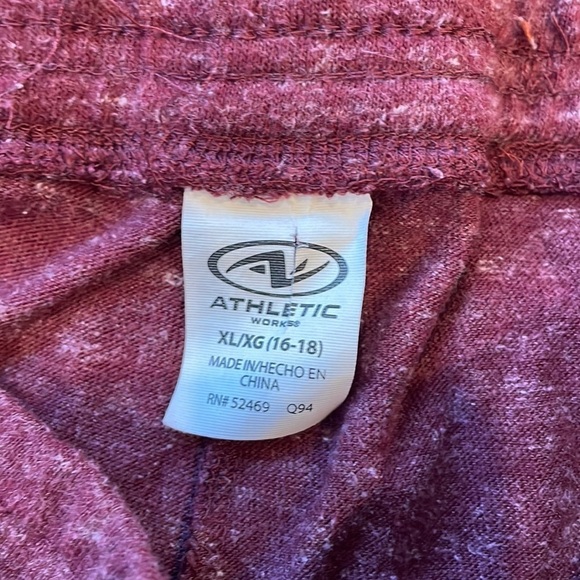 ATHLETIC
WORKS®
XL/XG (16-18)
MADE IN/HECHO EN
CHINA
RN# 52469 Q94